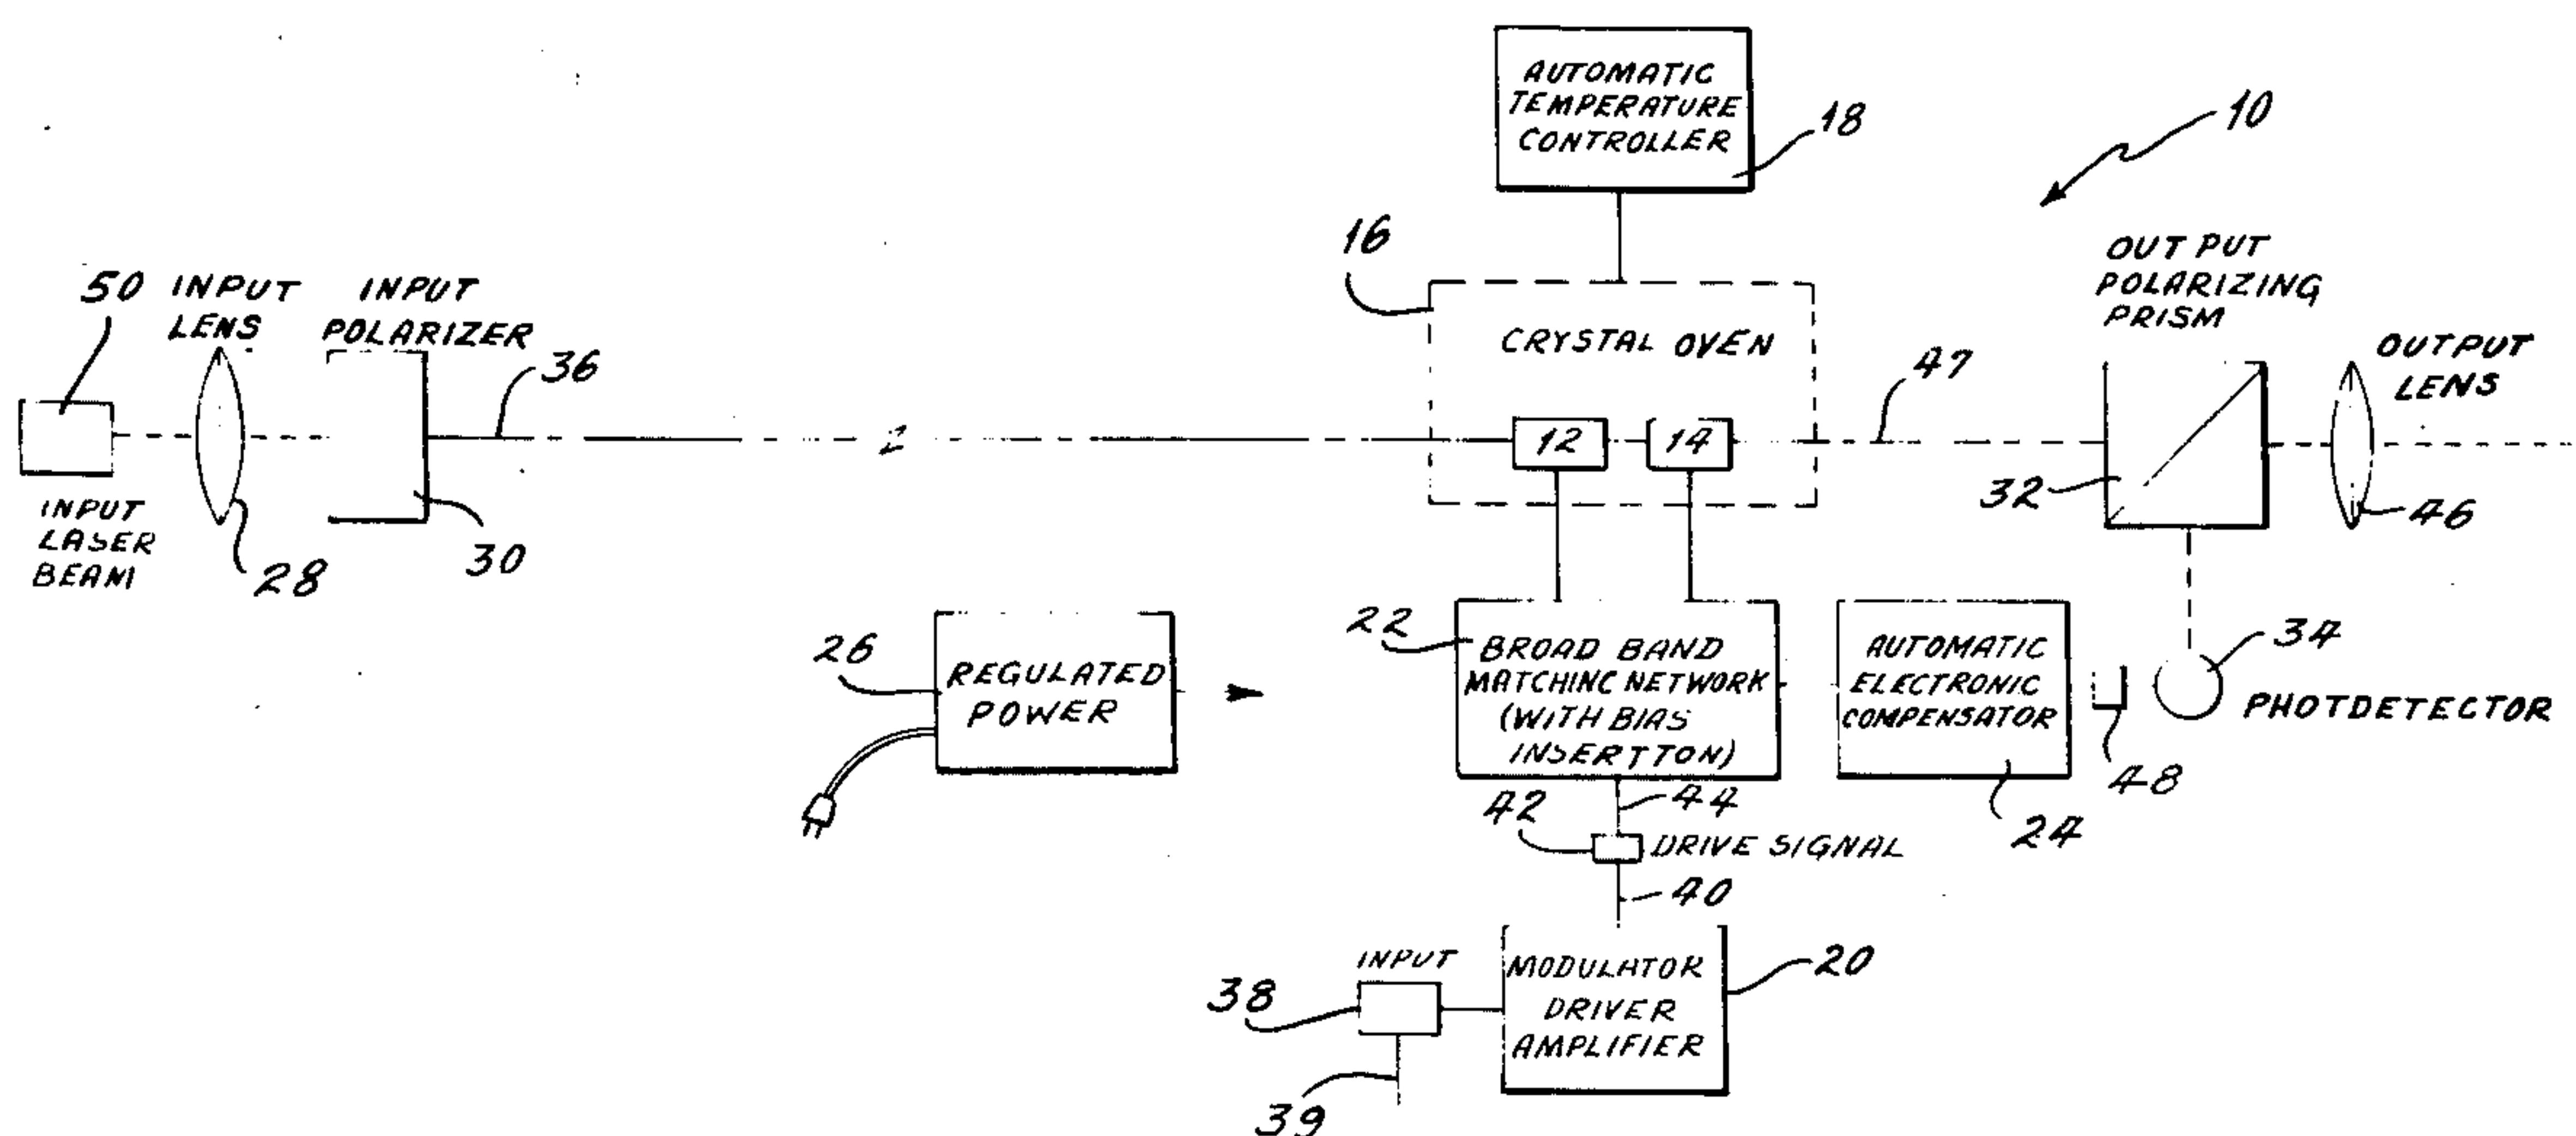 AUTOMATIC
TEMPERATURE
CONTROLLER
18
10
16
50
INPUT
LENS
INPUT
POLARIZER
36
CRYSTAL OVEN
12
14
47
OUT PUT
POLARIZING
PRISM
OUTPUT
LENS
32
46
INPUT
LASER
BEAM
28
30
26
REGULATED
POWER
22
BROAD BAND
MATCHINC NETWORK
(WITH BIAS
INSERTTON)
AUTOMATIC
ELECTRONIC
COMPENSATOR
34
PHOTDETECTOR
48
24
44
42
DRIVE SIGNAL
40
INPUT
38
39
MODULATOR
DRIVER
AMPLIFIER
20